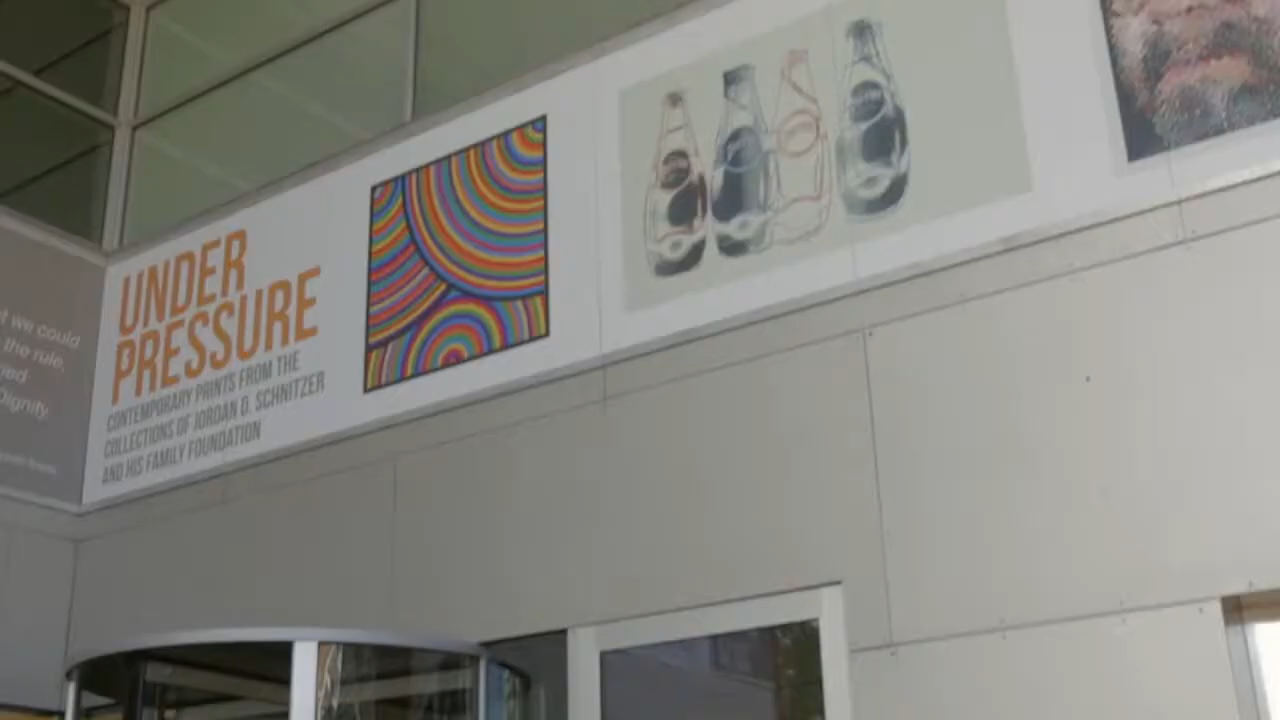 t we could
the rule,
Dignity.
UNDER
PRESSURE
CONTEMPORARY PRINTS FROM THE
COLLECTIONS OF JORDAN D. SCHNITZER
AND HIS FAMILY FOUNDATION